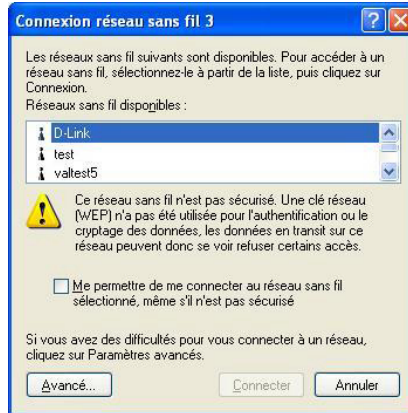 Connexion réseau sans fil 3
Les réseaux sans fil suivants sont disponibles. Pour accéder à un
réseau sans fil, sélectionnez-le à partir de la liste, puis cliquez sur
Connexion.
Réseaux sans fil disponibles :
D-Link
test
valtest5
Ce réseau sans fil n'est pas sécurisé. Une clé réseau
(WEP) n'a pas été utilisée pour l'authentification ou le
cryptage des données, les données en transit sur ce
réseau peuvent donc se voir refuser certains accès.
Me permettre de me connecter au réseau sans fil
sélectionné, même s'il n'est pas sécurisé
Si vous avez des difficultés pour vous connecter à un réseau,
cliquez sur Paramètres avancés.
Avancé... Connecter Annuler